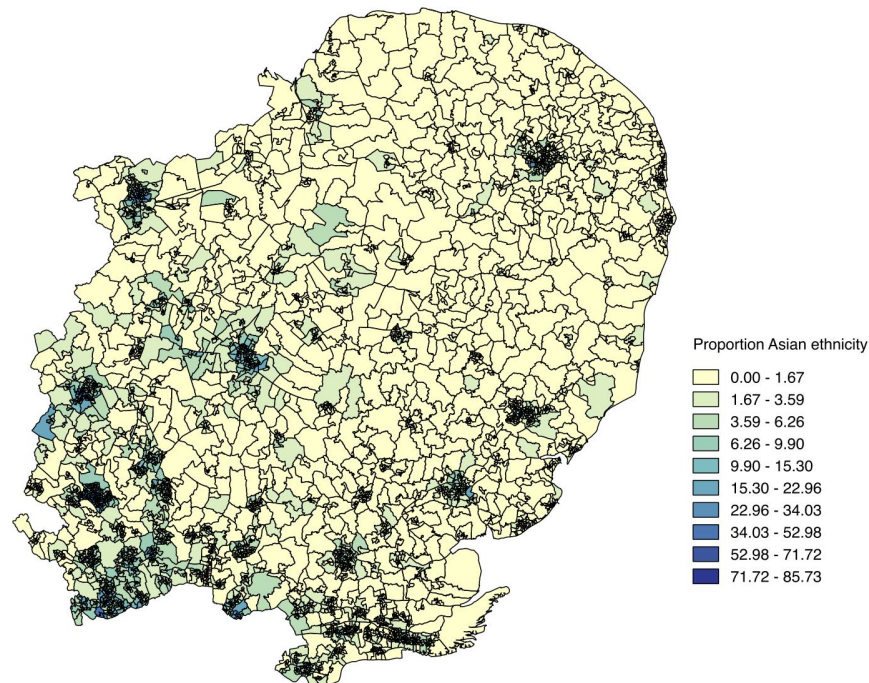 Proportion Asian ethnicity
0.00 - 1.67
1.67 - 3.59
3.59 - 6.26
6.26 - 9.90
9.90 - 15.30
15.30 - 22.96
22.96 - 34.03
34.03 - 52.98
52.98 - 71.72
71.72 - 85.73